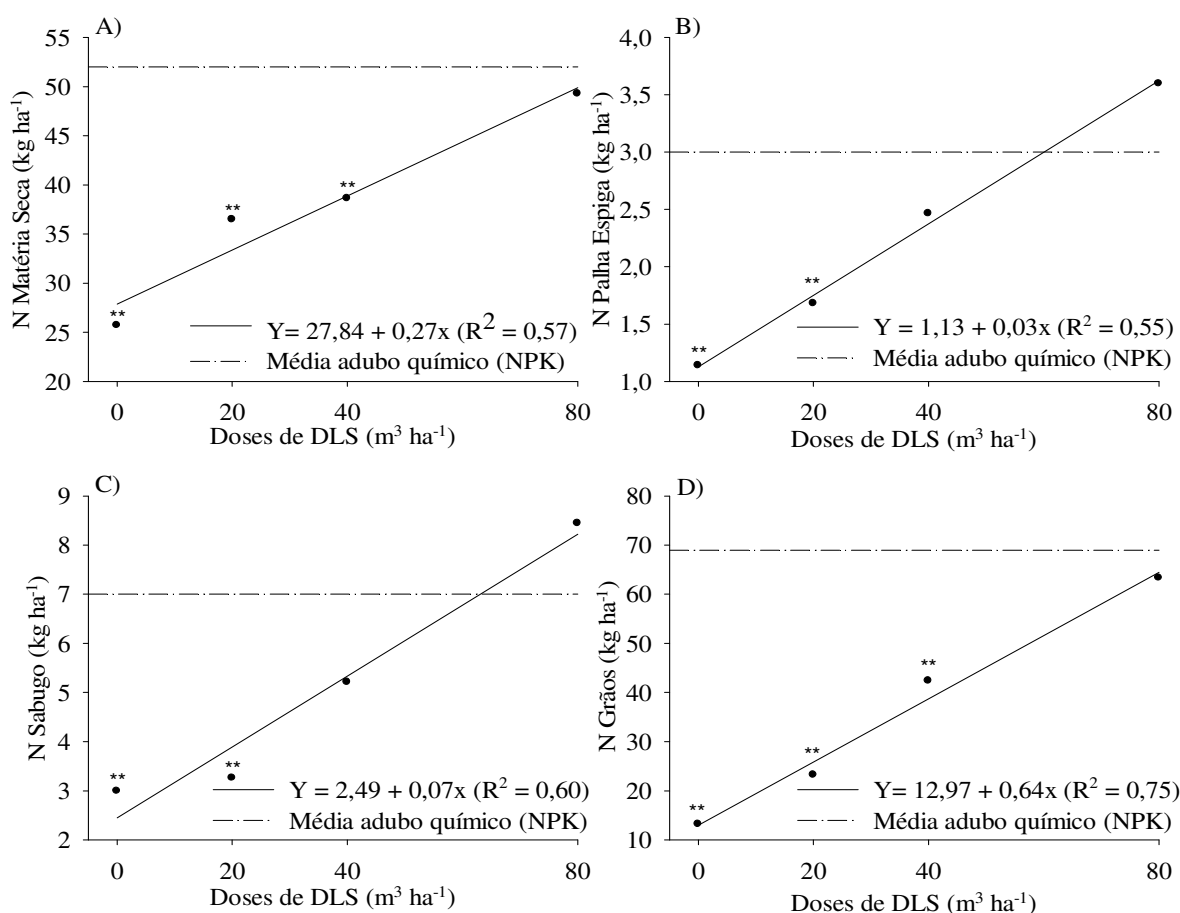 A)
N Matéria Seca (kg ha-1)
55
50
45
40
35
30
25
20
**
**
**
Y= 27,84 + 0,27x (R2 = 0,57)
Média adubo químico (NPK)
0 20 40 80
Doses de DLS (m3 ha-1)
B)
N Palha Espiga (kg ha-1)
4,0
3,5
3,0
2,5
2,0
1,5
1,0
**
**
Y = 1,13 + 0,03x (R2 = 0,55)
Média adubo químico (NPK)
0 20 40 80
Doses de DLS (m3 ha-1)
C)
N Sabugo (kg ha-1)
9
8
7
6
5
4
3
2
**
**
Y = 2,49 + 0,07x (R2 = 0,60)
Média adubo químico (NPK)
0 20 40 80
Doses de DLS (m3 ha-1)
D)
N Grãos (kg ha-1)
80
70
60
50
40
30
20
10
**
**
**
Y= 12,97 + 0,64x (R2 = 0,75)
Média adubo químico (NPK)
0 20 40 80
Doses de DLS (m3 ha-1)